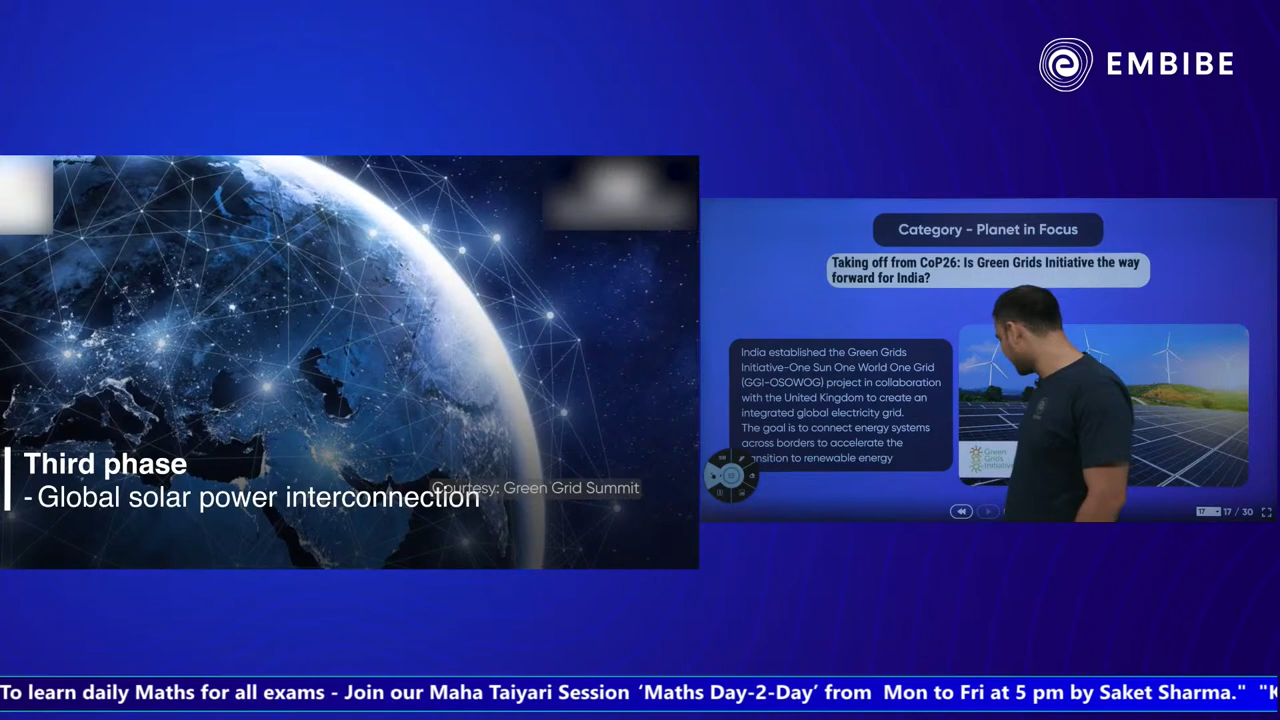 EMBIBE
Third phase
- Global solar power interconnection
Courtesy: Green Grid Summit
Category - Planet in Focus
Taking off from CoP26: Is Green Grids Initiative the way
forward for India?
India established the Green Grids
Initiative-One Sun One World One Grid
(GGI-OSOWOG) project in collaboration
with the United Kingdom to create an
integrated global electricity grid.
The goal is to connect energy systems
across borders to accelerate the
to renewable energy
Green
Grids
Initiative
17 17 / 30
To learn daily Maths for all exams - Join our Maha Taiyari Session ‘Maths Day-2-Day’ from Mon to Fri at 5 pm by Saket Sharma." "K